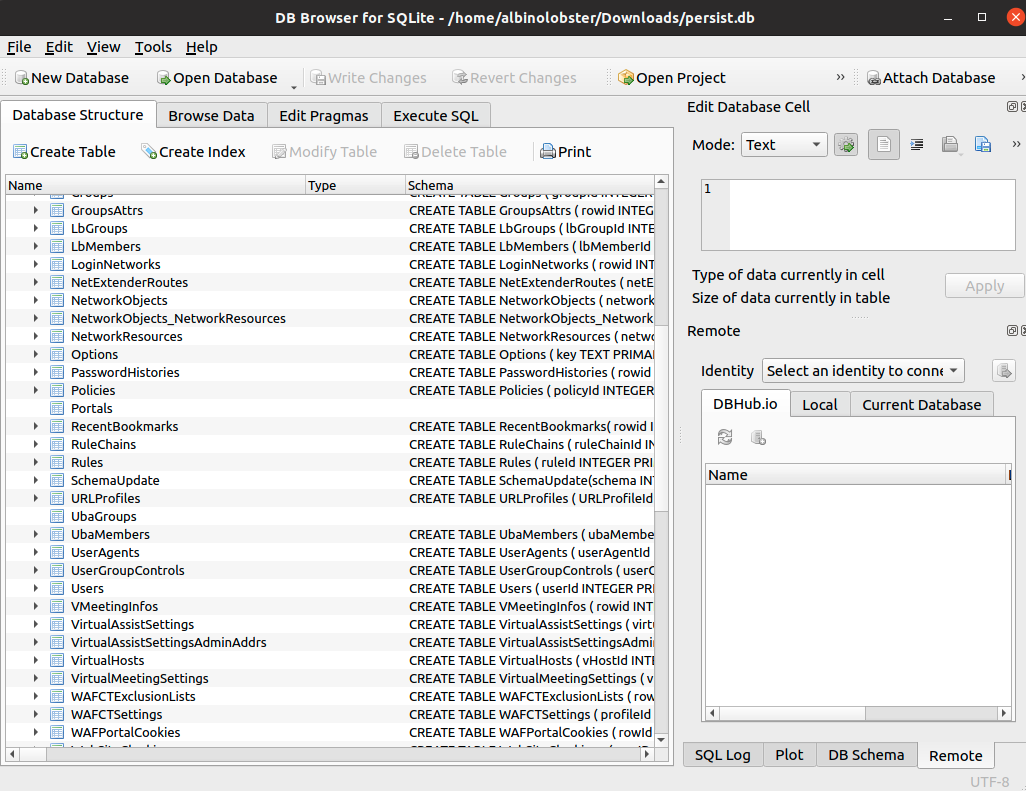 DB Browser for SQLite - /home/albinolobster/Downloads/persist.db
File Edit View Tools Help
New Database Open Database Write Changes Revert Changes Open Project » Attach Database »
Database Structure Browse Data Edit Pragmas Execute SQL
Create Table Create Index Modify Table Delete Table Print
Name Type Schema
GroupsAttrs CREATE TABLE GroupsAttrs ( rowid INTEG
LbGroups CREATE TABLE LbGroups ( lbGroupId INTE
LbMembers CREATE TABLE LbMembers ( lbMemberId
LoginNetworks CREATE TABLE LoginNetworks ( rowid INT
NetExtenderRoutes CREATE TABLE NetExtenderRoutes ( netE
NetworkObjects CREATE TABLE NetworkObjects ( network
NetworkObjects_NetworkResources CREATE TABLE NetworkObjects_Network
NetworkResources CREATE TABLE NetworkResources ( netwo
Options CREATE TABLE Options ( key TEXT PRIMA
PasswordHistories CREATE TABLE PasswordHistories ( rowid
Policies CREATE TABLE Policies ( policyId INTEGER
Portals
RecentBookmarks CREATE TABLE RecentBookmarks( rowid I
RuleChains CREATE TABLE RuleChains ( ruleChainId IN
Rules CREATE TABLE Rules ( ruleId INTEGER PRI
SchemaUpdate CREATE TABLE SchemaUpdate(schema INT
URLProfiles CREATE TABLE URLProfiles ( URLProfileId
UbaGroups
UbaMembers CREATE TABLE UbaMembers ( ubaMembe
UserAgents CREATE TABLE UserAgents ( userAgentId
UserGroupControls CREATE TABLE UserGroupControls ( userG
Users CREATE TABLE Users ( userId INTEGER PRI
VMeetingInfos CREATE TABLE VMeetingInfos ( rowid INT
VirtualAssistSettings CREATE TABLE VirtualAssistSettings ( virtu
VirtualAssistSettingsAdminAddrs CREATE TABLE VirtualAssistSettingsAdmi
VirtualHosts CREATE TABLE VirtualHosts ( vHostId INTE
VirtualMeetingSettings CREATE TABLE VirtualMeetingSettings ( v
WAFCTExclusionLists CREATE TABLE WAFCTExclusionLists ( row
WAFCTSettings CREATE TABLE WAFCTSettings ( profileId
WAFPortalCookies CREATE TABLE WAFPortalCookies ( rowId
Edit Database Cell
Mode: Text »
1
Type of data currently in cell
Size of data currently in table
Apply
Remote
Identity Select an identity to conne
DBHub.io Local Current Database
Name
SQL Log Plot DB Schema Remote
UTF-8